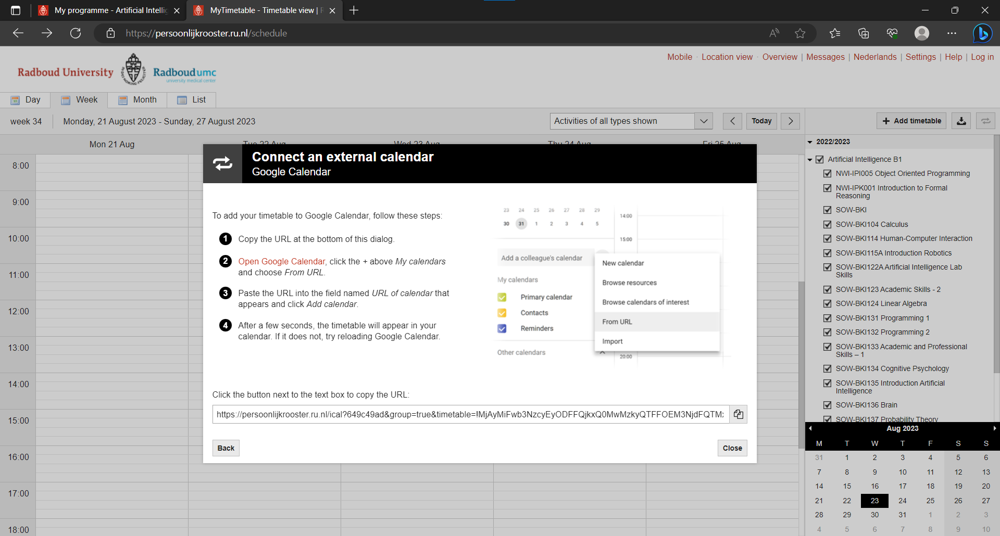 My programme - Artificial Intellig
MyTimetable - Timetable view | R
https://persoonlijkrooster.ru.nl/schedule
Mobile · Location view · Overview | Messages | Nederlands | Settings | Help | Log in
Radboud University
IN DEI NOMINE FELICITER
Radboudumc
university medical center
Day
Week
Month
List
week 34
Monday, 21 August 2023 - Sunday, 27 August 2023
Activities of all types shown
Today
+ Add timetable
Mon 21 Aug
Tue 22 Aug
Wed 23 Aug
Thu 24 Aug
Fri 25 Aug
8:00
9:00
10:00
11:00
12:00
13:00
14:00
15:00
16:00
17:00
18:00
Connect an external calendar
Google Calendar
To add your timetable to Google Calendar, follow these steps:
1 Copy the URL at the bottom of this dialog.
2 Open Google Calendar, click the + above My calendars
and choose From URL.
3 Paste the URL into the field named URL of calendar that
appears and click Add calendar.
4 After a few seconds, the timetable will appear in your
calendar. If it does not, try reloading Google Calendar.
23 24 25 26 27 28 29
30 31 1 2 3 4 5
14:00
15:00
20:00
Add a colleague's calendar
My calendars
Primary calendar
Contacts
Reminders
Other calendars
New calendar
Browse resources
Browse calendars of interest
From URL
Import
Click the button next to the text box to copy the URL:
https://persoonlijkrooster.ru.nl/ical?649c49ad&group=true&timetable=!MjAyMiFwb3NzcyEyODFFQjkxQ0MwMzkyQTFFOEM3NjdFQTM
Back
Close
2022/2023
Artificial Intelligence B1
NWI-IPI005 Object Oriented Programming
NWI-IPK001 Introduction to Formal
Reasoning
SOW-BKI
SOW-BKI104 Calculus
SOW-BKI114 Human-Computer Interaction
SOW-BKI115A Introduction Robotics
SOW-BKI122A Artificial Intelligence Lab
Skills
SOW-BKI123 Academic Skills - 2
SOW-BKI124 Linear Algebra
SOW-BKI131 Programming 1
SOW-BKI132 Programming 2
SOW-BKI133 Academic and Professional
Skills – 1
SOW-BKI134 Cognitive Psychology
SOW-BKI135 Introduction Artificial
Intelligence
SOW-BKI136 Brain
SOW-BKI137 Probability Theory
Aug 2023
M T W T F S S
31 1 2 3 4 5 6
7 8 9 10 11 12 13
14 15 16 17 18 19 20
21 22 23 24 25 26 27
28 29 30 31 1 2 3
4 5 6 7 8 9 10